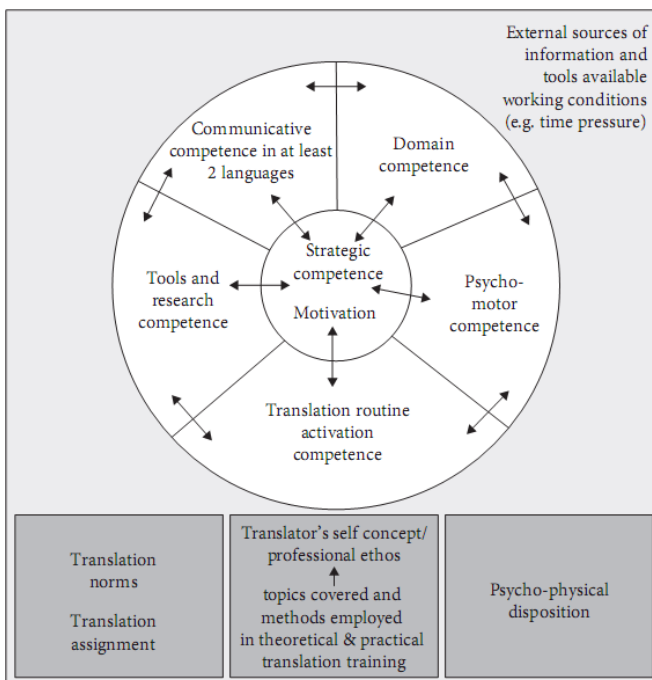 External sources of
information and
tools available
working conditions
(e.g. time pressure)
Communicative
competence in at least
2 languages
Domain
competence
Strategic
competence
Motivation
Tools and
research
competence
Psycho-
motor
competence
Translation routine
activation
competence
Translation
norms
Translation
assignment
Translator's self concept/
professional ethos
topics covered and
methods employed
in theoretical & practical
translation training
Psycho-physical
disposition